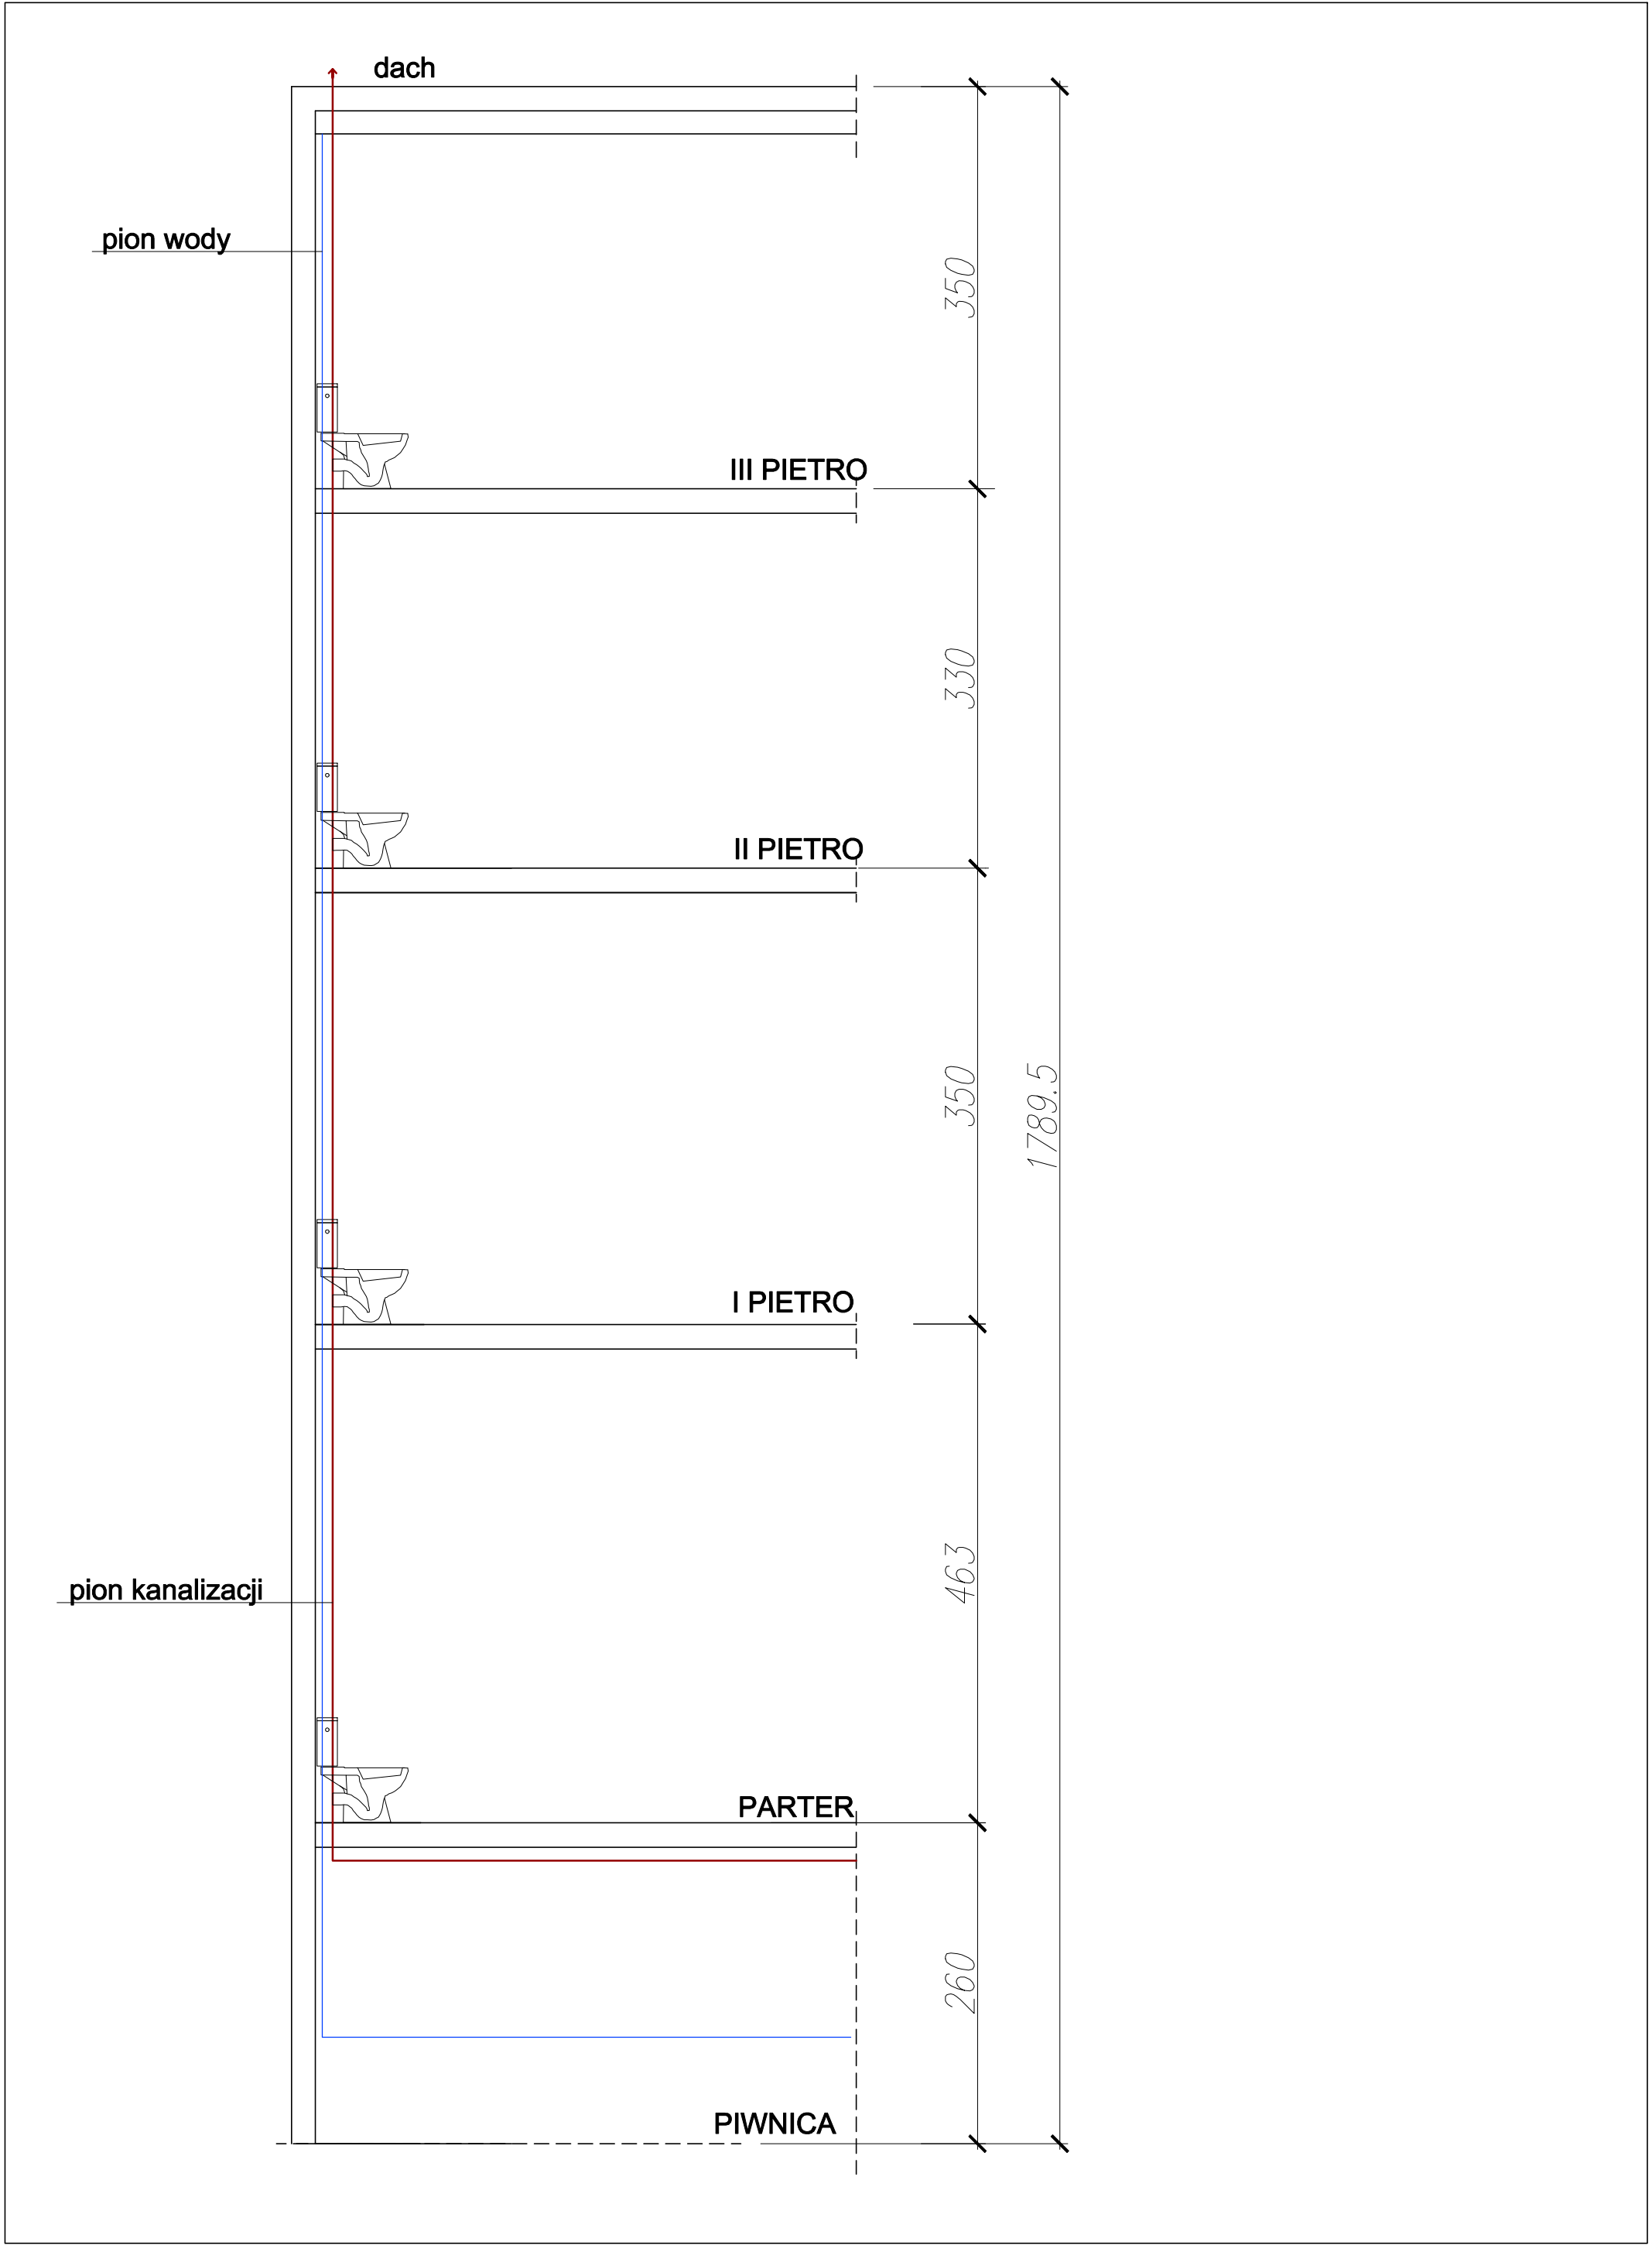 dach
pion wody
350
III PIETRO
330
II PIETRO
350
1789.5
I PIETRO
463
pion kanalizacji
PARTER
260
PIWNICA